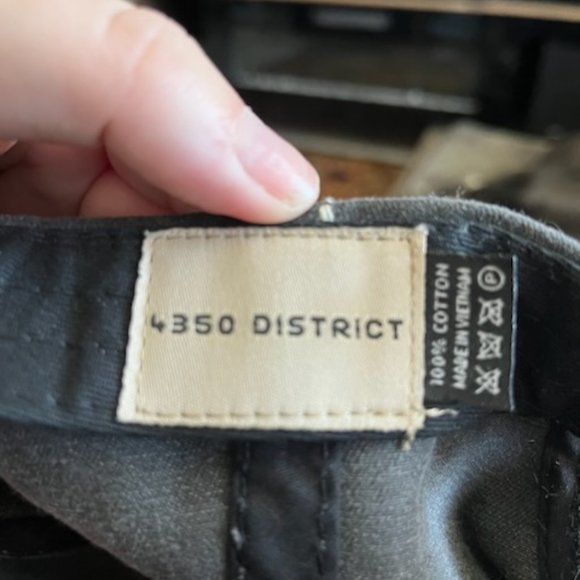 4350 DISTRICT
100% COTTON
MADE IN VIETNAM
P